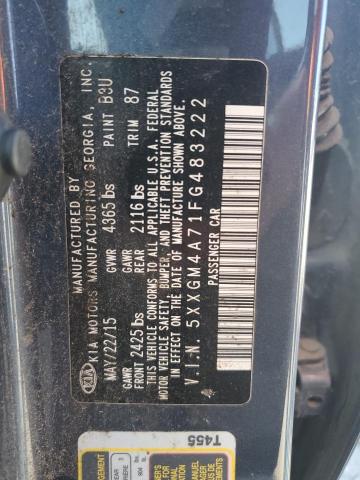 MANUFACTURED BY
KIA KIA MOTORS MANUFACTURING GEORGIA, INC.
MAY/22/15 GVWR 4365 lbs PAINT B3U
GAWR FRONT 2425 lbs GAWR REAR 2116 lbs TRIM 87
THIS VEHICLE CONFORMS TO ALL APPLICABLE U.S.A. FEDERAL
MOTOR VEHICLE SAFETY, BUMPER, AND THEFT PREVENTION STANDARDS
IN EFFECT ON THE DATE OF MANUFACTURE SHOWN ABOVE.
V.I.N. 5XXGM4A71FG483222
PASSENGER CAR
4
T455